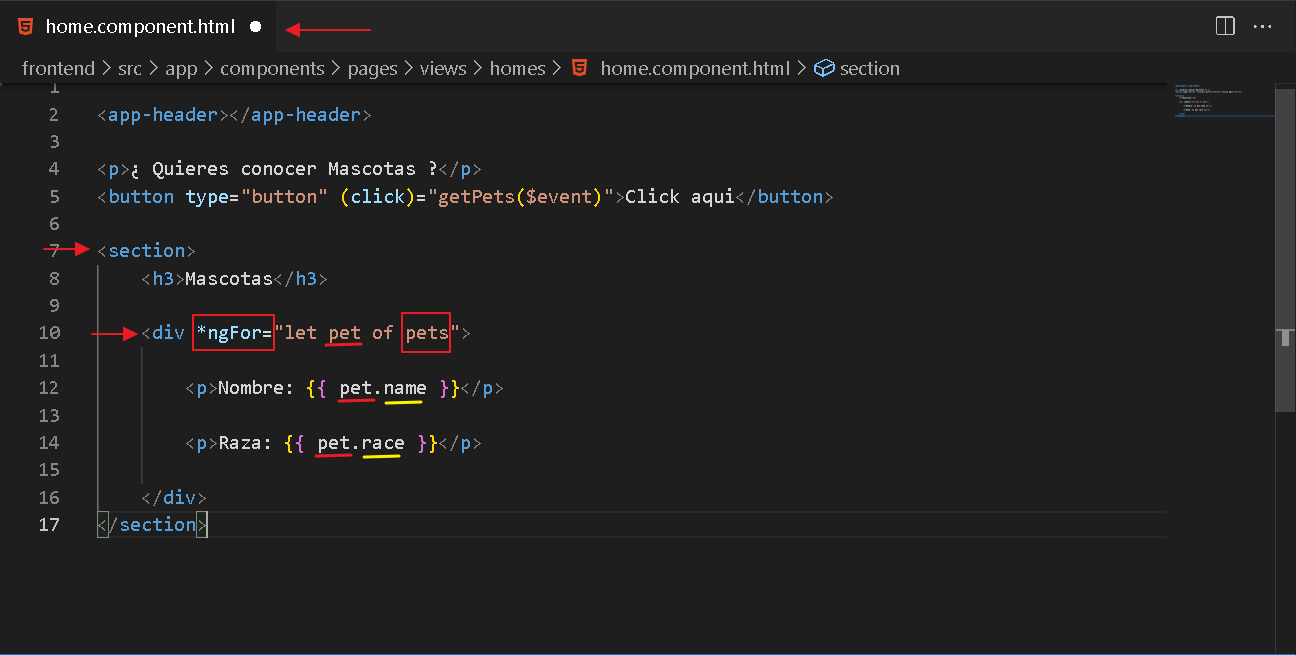 home.component.html
frontend > src > app > components > pages > views > homes > home.component.html > section
1
2 <app-header></app-header>
3
4 <p>¿ Quieres conocer Mascotas ?</p>
5 <button type="button" (click)="getPets($event)">Click aqui</button>
6
7 <section>
8 <h3>Mascotas</h3>
9
10 <div *ngFor="let pet of pets">
11
12 <p>Nombre: {{ pet.name }}</p>
13
14 <p>Raza: {{ pet.race }}</p>
15
16 </div>
17 </section>